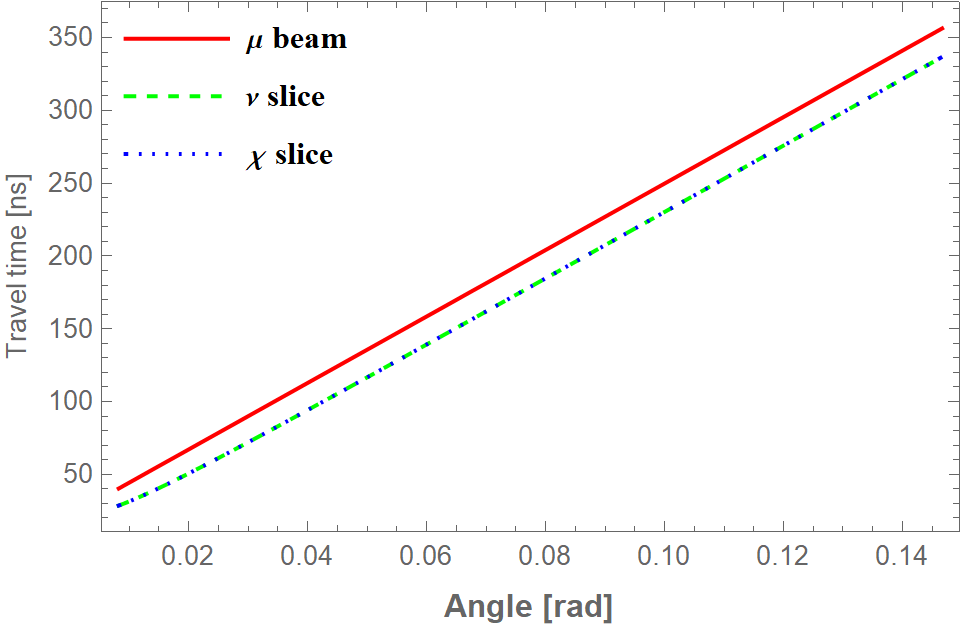 μ beam
ν slice
χ slice
350
300
250
200
150
100
50
Travel time [ns]
0.02 0.04 0.06 0.08 0.10 0.12 0.14
Angle [rad]